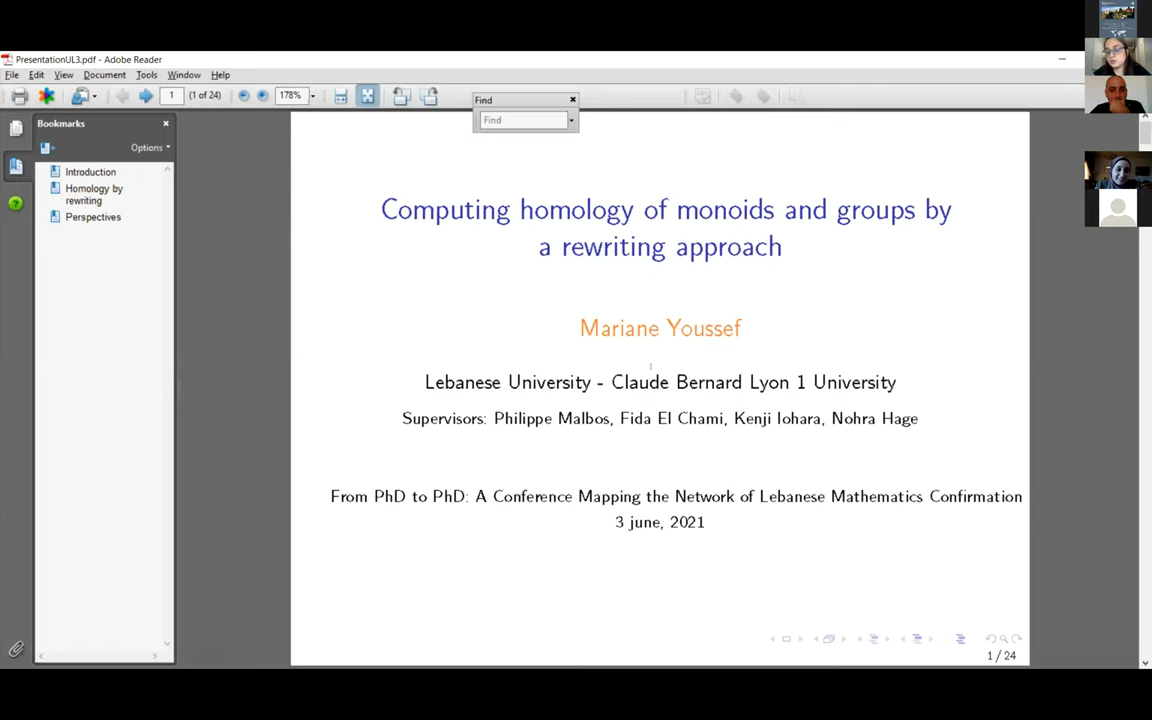 PresentationUL3.pdf - Adobe Reader
File Edit View Document Tools Window Help
1 (1 of 24) 178%
Find
Find
Bookmarks
Options
Introduction
Homology by
rewriting
Perspectives
Computing homology of monoids and groups by
a rewriting approach
Mariane Youssef
Lebanese University - Claude Bernard Lyon 1 University
Supervisors: Philippe Malbos, Fida El Chami, Kenji Iohara, Nohra Hage
From PhD to PhD: A Conference Mapping the Network of Lebanese Mathematics Confirmation
3 june, 2021
1 / 24